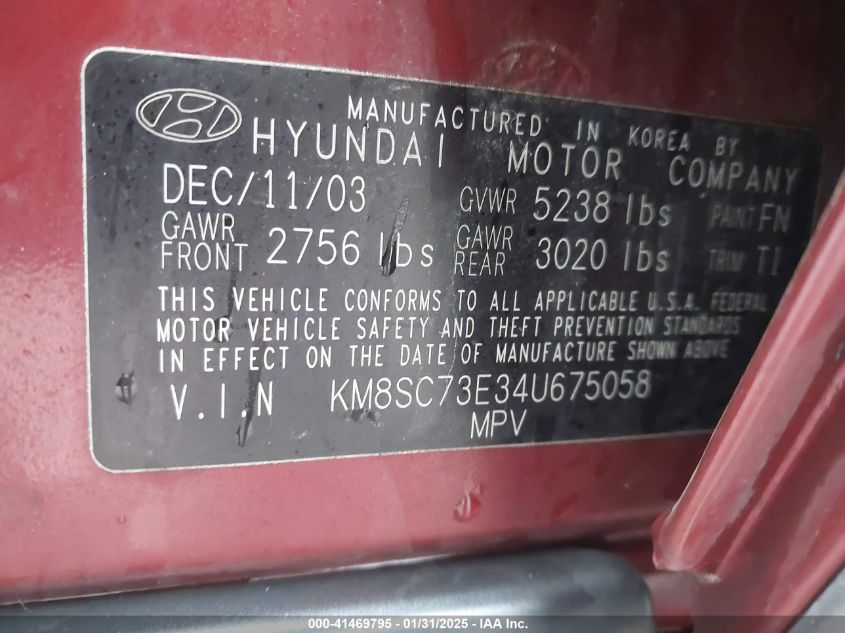 MANUFACTURED IN KOREA BY
HYUNDAI MOTOR COMPANY
DEC/11/03 GVWR 5238 lbs PAINT FN
GAWR FRONT 2756 lbs GAWR REAR 3020 lbs TRIM TI
THIS VEHICLE CONFORMS TO ALL APPLICABLE U.S.A. FEDERAL
MOTOR VEHICLE SAFETY AND THEFT PREVENTION STANDARDS
IN EFFECT ON THE DATE OF MANUFACTURE SHOWN ABOVE
V.I.N KM8SC73E34U675058
MPV
000-41469795 - 01/31/2025 - IAA Inc.